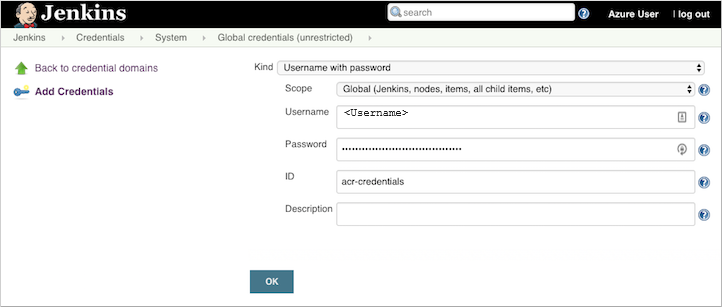 Jenkins
search
Azure User
log out
Jenkins
Credentials
System
Global credentials (unrestricted)
Back to credential domains
Add Credentials
Kind
Username with password
Scope
Global (Jenkins, nodes, items, all child items, etc)
Username
<Username>
Password
••••••••••••••••••••••••••••••••••••
ID
acr-credentials
Description
OK